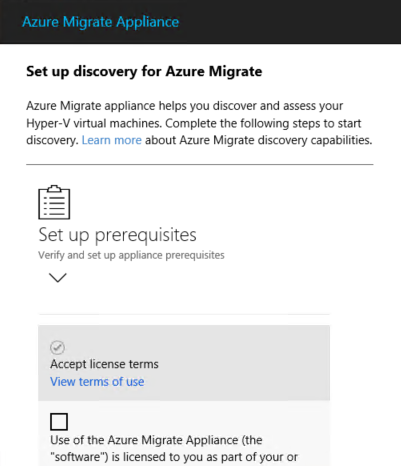 Azure Migrate Appliance
Set up discovery for Azure Migrate
Azure Migrate appliance helps you discover and assess your
Hyper-V virtual machines. Complete the following steps to start
discovery. Learn more about Azure Migrate discovery capabilities.
Set up prerequisites
Verify and set up appliance prerequisites
Accept license terms
View terms of use
Use of the Azure Migrate Appliance (the
"software") is licensed to you as part of your or